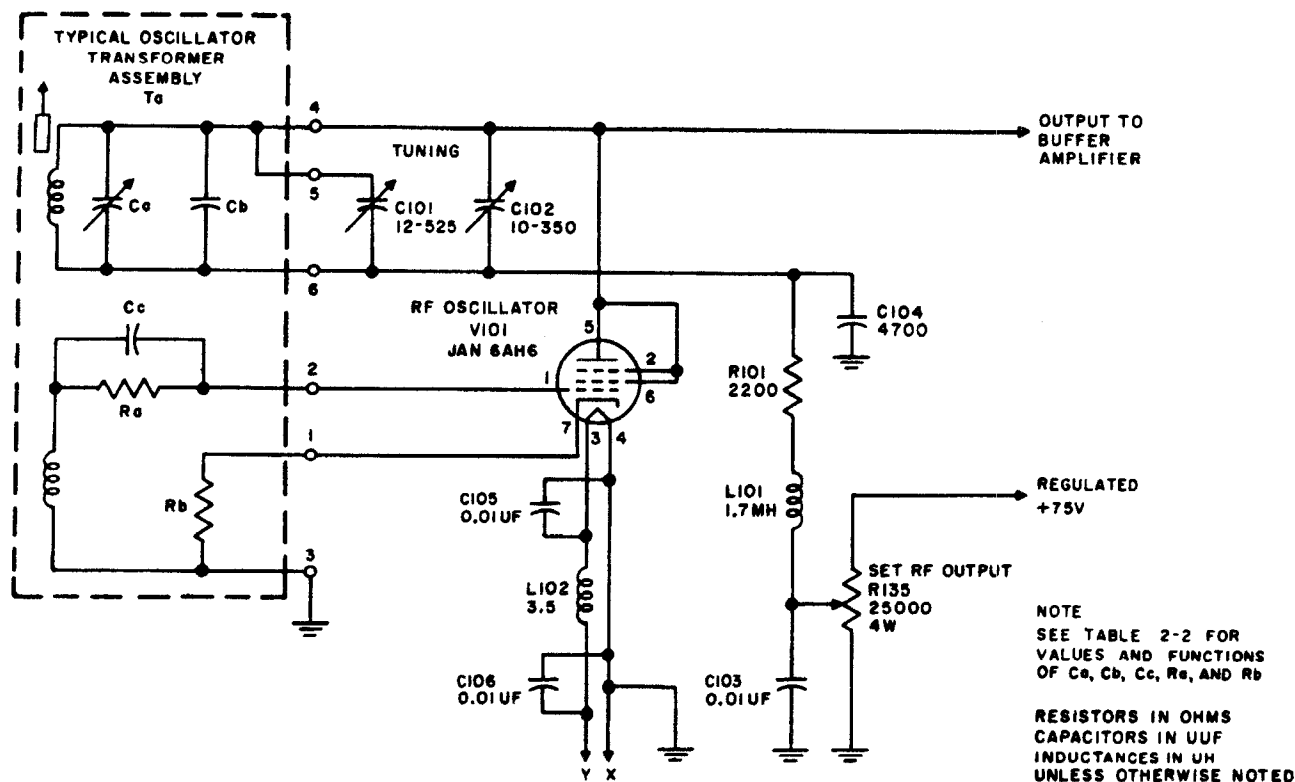 TYPICAL OSCILLATOR
TRANSFORMER
ASSEMBLY
Ta
4
OUTPUT TO
BUFFER
AMPLIFIER
TUNING
5
Ca
Cb
C101
12-525
C102
10-350
6
Cc
RF OSCILLATOR
V101
JAN 6AH6
5
2
C104
4700
Ra
2
1
6
R101
2200
7
3
4
1
Rb
C105
0.01UF
L101
1.7MH
REGULATED
+75V
3
L102
3.5
SET RF OUTPUT
R135
25000
4W
C106
0.01UF
C103
0.01UF
Y
X
NOTE
SEE TABLE 2-2 FOR
VALUES AND FUNCTIONS
OF Ca, Cb, Cc, Ra, AND Rb
RESISTORS IN OHMS
CAPACITORS IN UUF
INDUCTANCES IN UH
UNLESS OTHERWISE NOTED